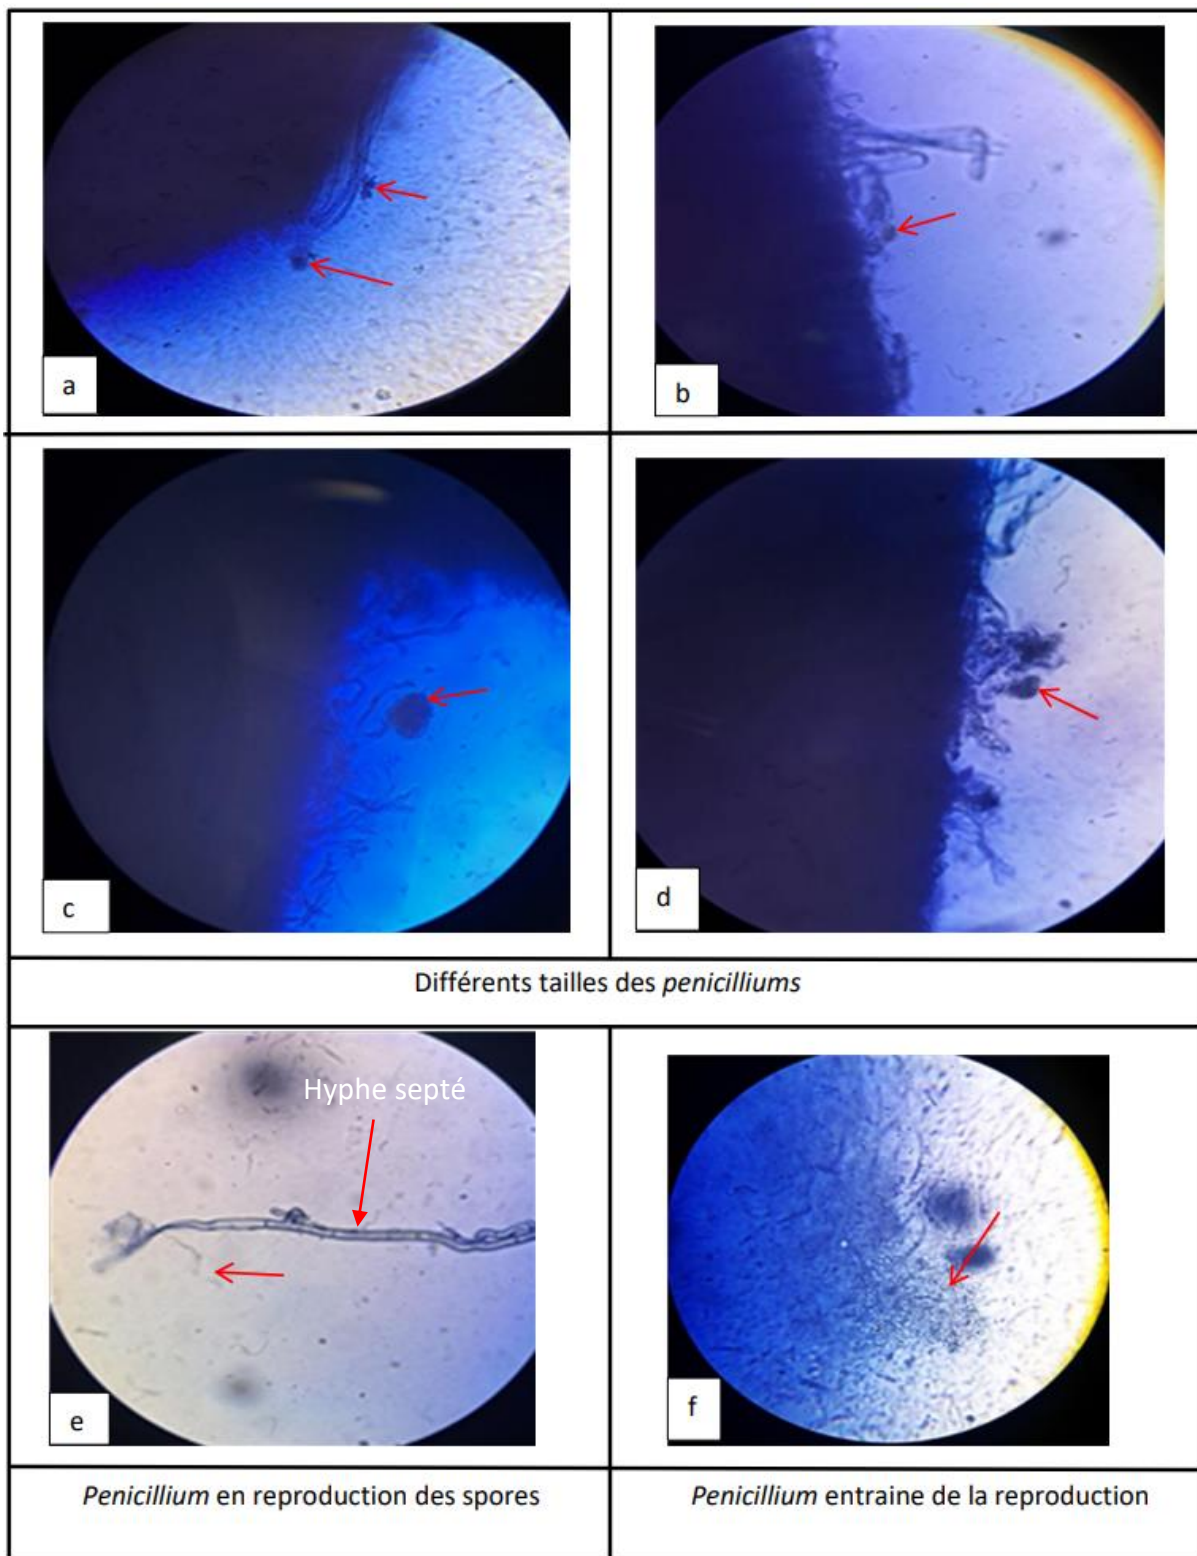 a
b
c
d
Différents tailles des penicilliums
Hyphe septé
e
f
Penicillium en reproduction des spores
Penicillium entraine de la reproduction